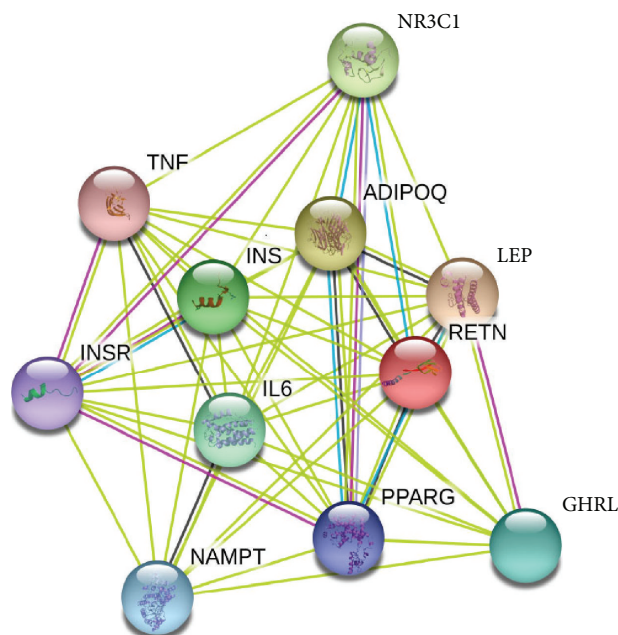 NR3C1
TNF
ADIPOQ
INS
LEP
RETN
INSR
IL6
PPARG
GHRL
NAMPT